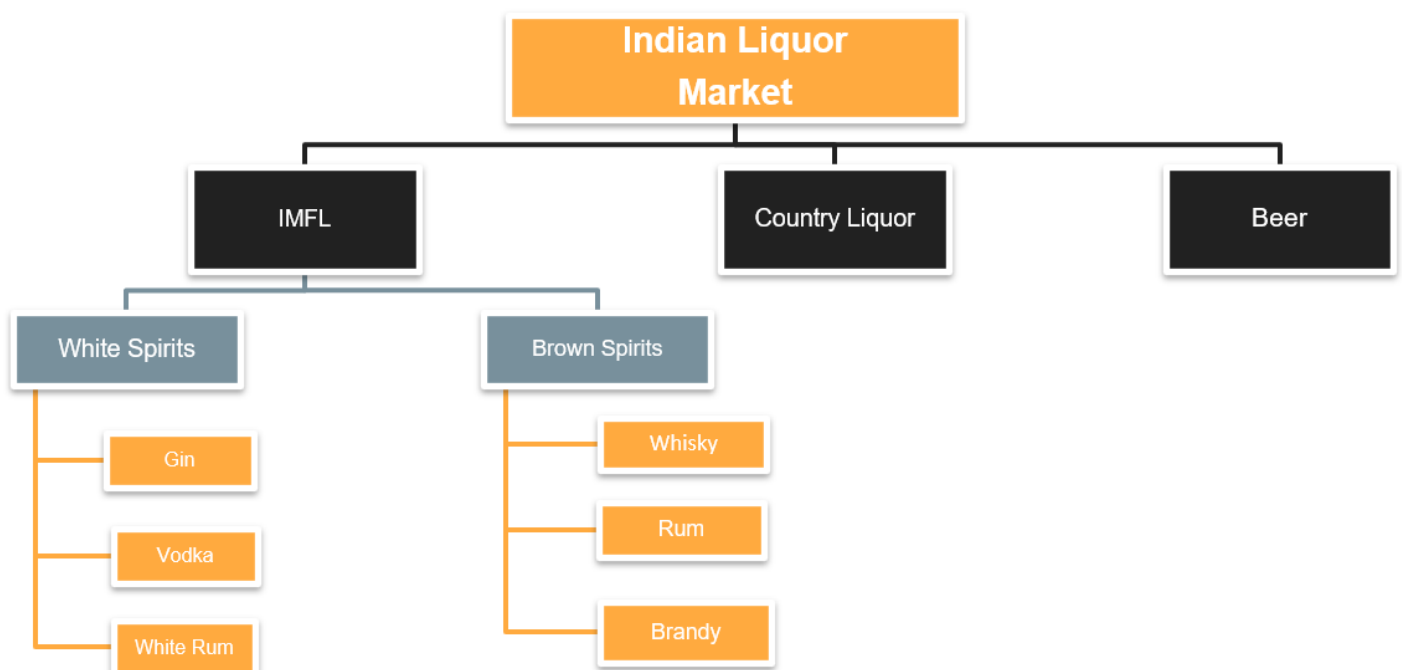 Indian Liquor
Market
IMFL
Country Liquor
Beer
White Spirits
Brown Spirits
Gin
Vodka
White Rum
Whisky
Rum
Brandy